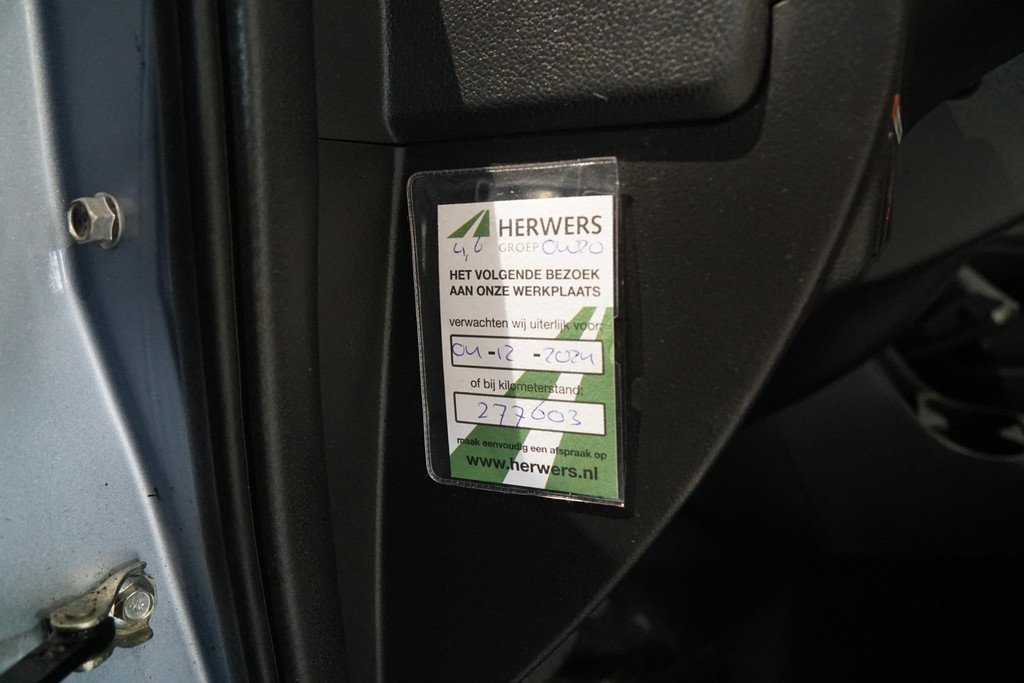 HERWERS
4,6 GROEP 0W20
HET VOLGENDE BEZOEK
AAN ONZE WERKPLAATS
verwachten wij uiterlijk voor:
04-12-2024
of bij kilometerstand:
277603
maak eenvoudig een afspraak op
www.herwers.nl